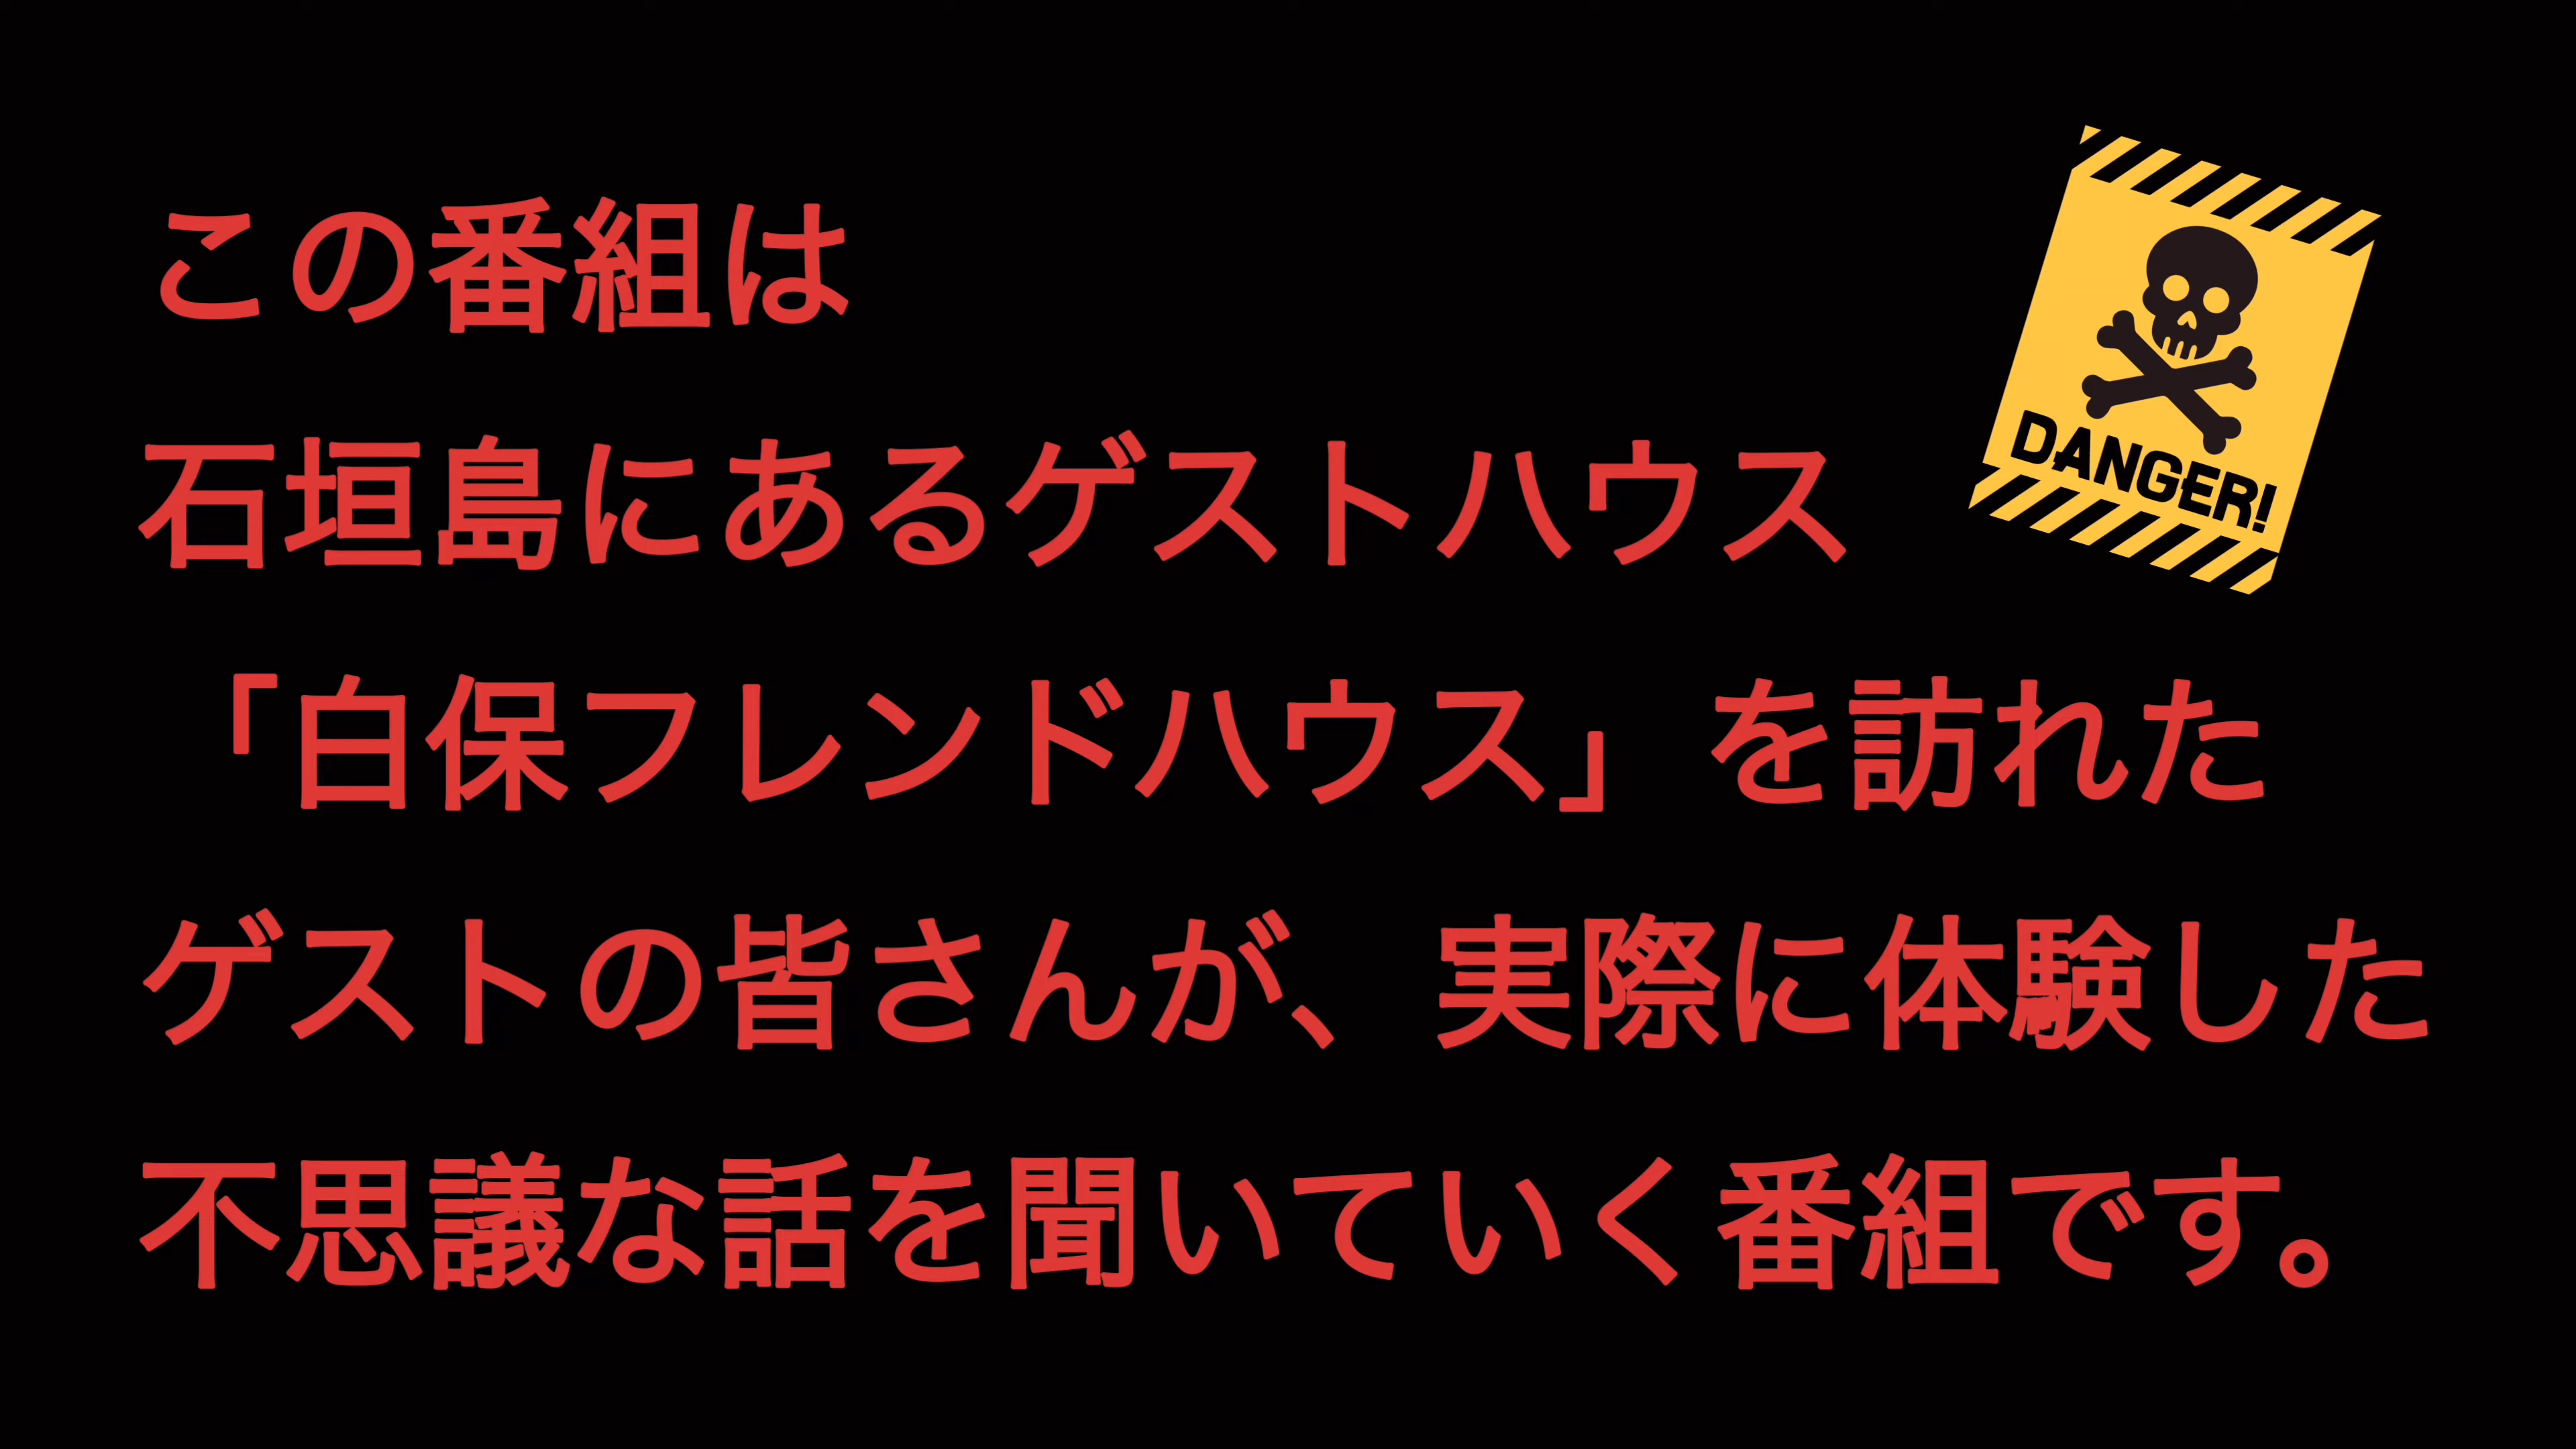 この番組は
石垣島にあるゲストハウス
「白保フレンドハウス」を訪れた
ゲストの皆さんが、実際に体験した
不思議な話を聞いていく番組です。
DANGER!